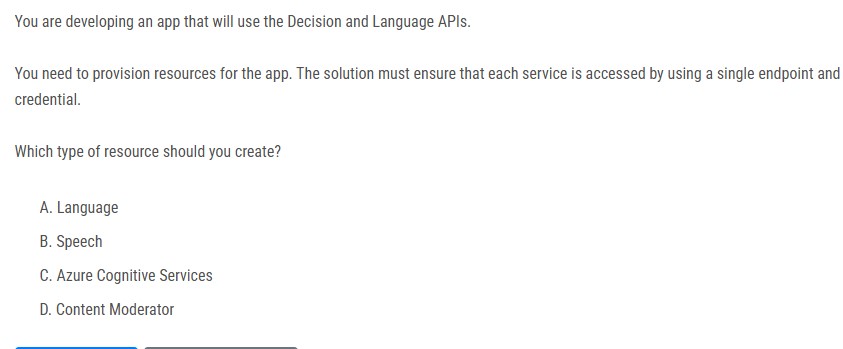 You are developing an app that will use the Decision and Language APIs.
You need to provision resources for the app. The solution must ensure that each service is accessed by using a single endpoint and
credential.
Which type of resource should you create?
A. Language
B. Speech
C. Azure Cognitive Services
D. Content Moderator